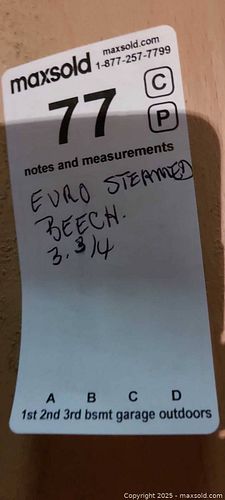 maxsold
maxsold.com
1-877-257-7799
77
C
P
notes and measurements
EURO STEAMED
BEECH.
3. 3/4
A B C D
1st 2nd 3rd bsmt garage outdoors
Copyright © 2025 - maxsold.com